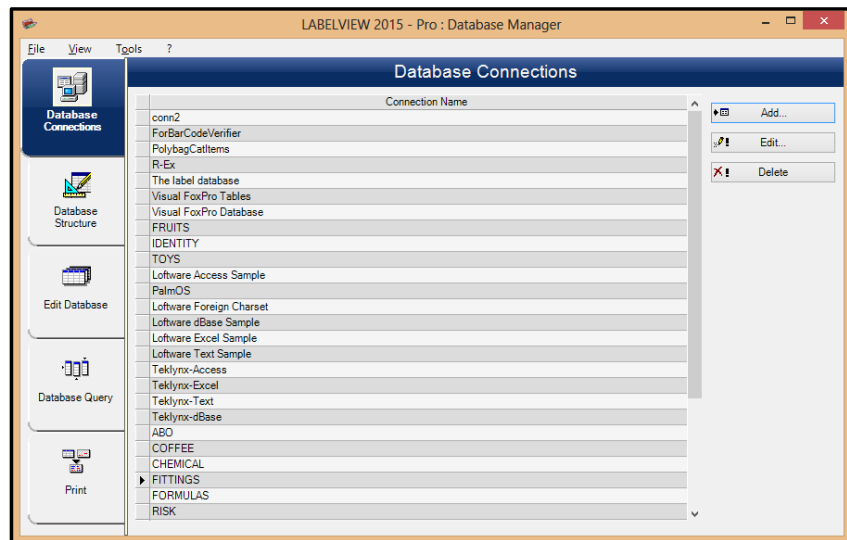 LABELVIEW 2015 - Pro : Database Manager
File View Tools ?
Database Connections
Database
Connections
Database
Structure
Edit Database
Database Query
Print
Connection Name
conn2
ForBarCodeVerifier
PolybagCatItems
R-Ex
The label database
Visual FoxPro Tables
Visual FoxPro Database
FRUITS
IDENTITY
TOYS
Loftware Access Sample
PalmOS
Loftware Foreign Charset
Loftware dBase Sample
Loftware Excel Sample
Loftware Text Sample
Teklynx-Access
Teklynx-Excel
Teklynx-Text
Teklynx-dBase
ABO
COFFEE
CHEMICAL
FITTINGS
FORMULAS
RISK
Add...
Edit...
Delete